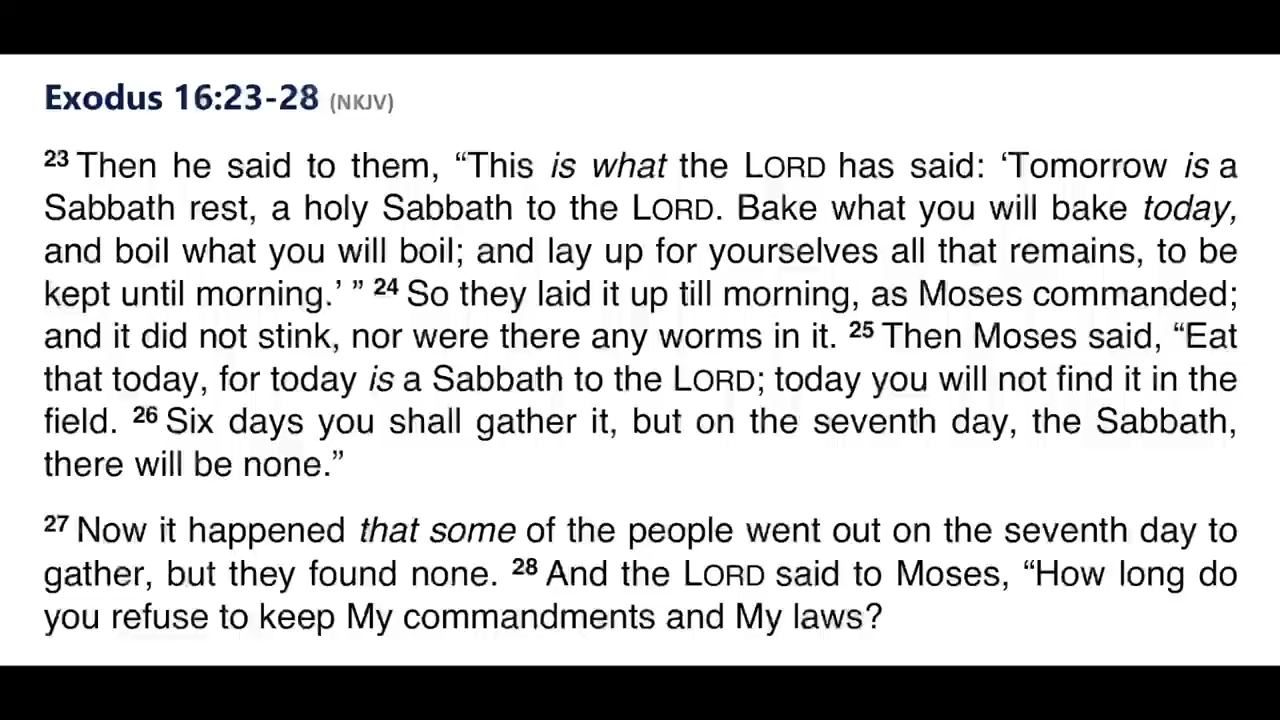 Exodus 16:23-28 (NKJV)
23 Then he said to them, “This is what the LORD has said: ‘Tomorrow is a
Sabbath rest, a holy Sabbath to the LORD. Bake what you will bake today,
and boil what you will boil; and lay up for yourselves all that remains, to be
kept until morning.’ ” 24 So they laid it up till morning, as Moses commanded;
and it did not stink, nor were there any worms in it. 25 Then Moses said, “Eat
that today, for today is a Sabbath to the LORD; today you will not find it in the
field. 26 Six days you shall gather it, but on the seventh day, the Sabbath,
there will be none.”
27 Now it happened that some of the people went out on the seventh day to
gather, but they found none. 28 And the LORD said to Moses, “How long do
you refuse to keep My commandments and My laws?